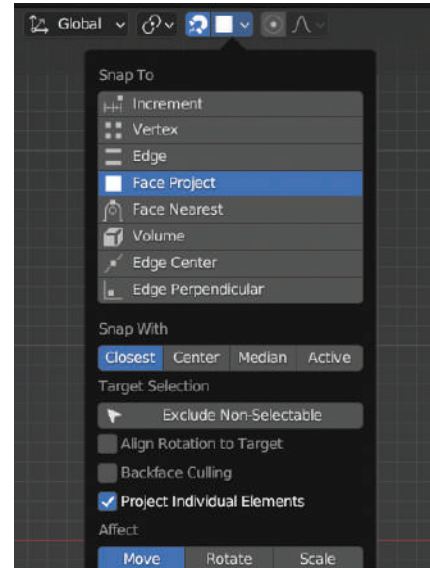 Global
Snap To
Increment
Vertex
Edge
Face Project
Face Nearest
Volume
Edge Center
Edge Perpendicular
Snap With
Closest Center Median Active
Target Selection
Exclude Non-Selectable
Align Rotation to Target
Backface Culling
Project Individual Elements
Affect
Move Rotate Scale